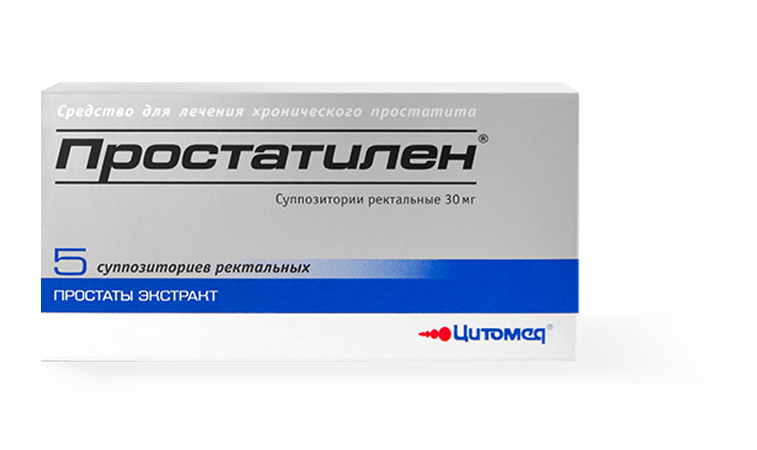 Средство для лечения хронического простатита
Простатилен®
Суппозитории ректальные 30 мг
5 суппозиториев ректальных
ПРОСТАТЫ ЭКСТРАКТ
Цитомед®